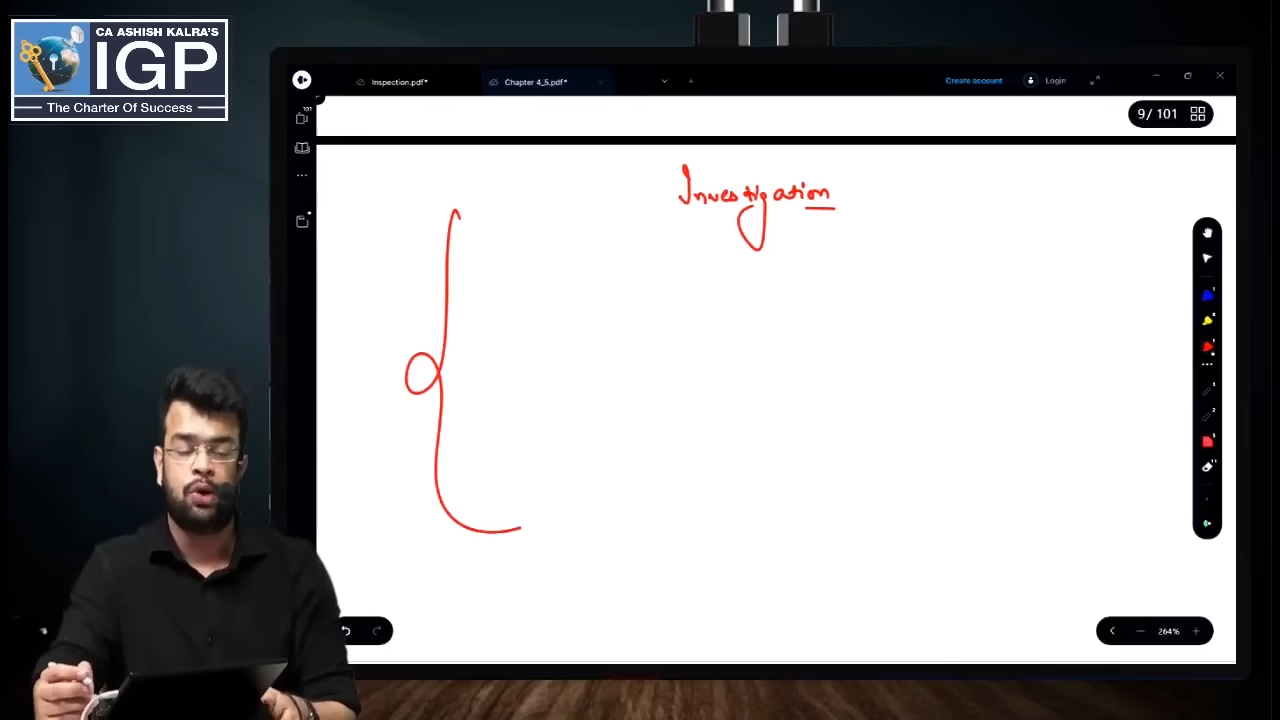 CA ASHISH KALRA'S
IGP
The Charter Of Success
Inspection.pdf*
Chapter 4_5.pdf*
Create account
Login
101
9/ 101
Investigation
264%